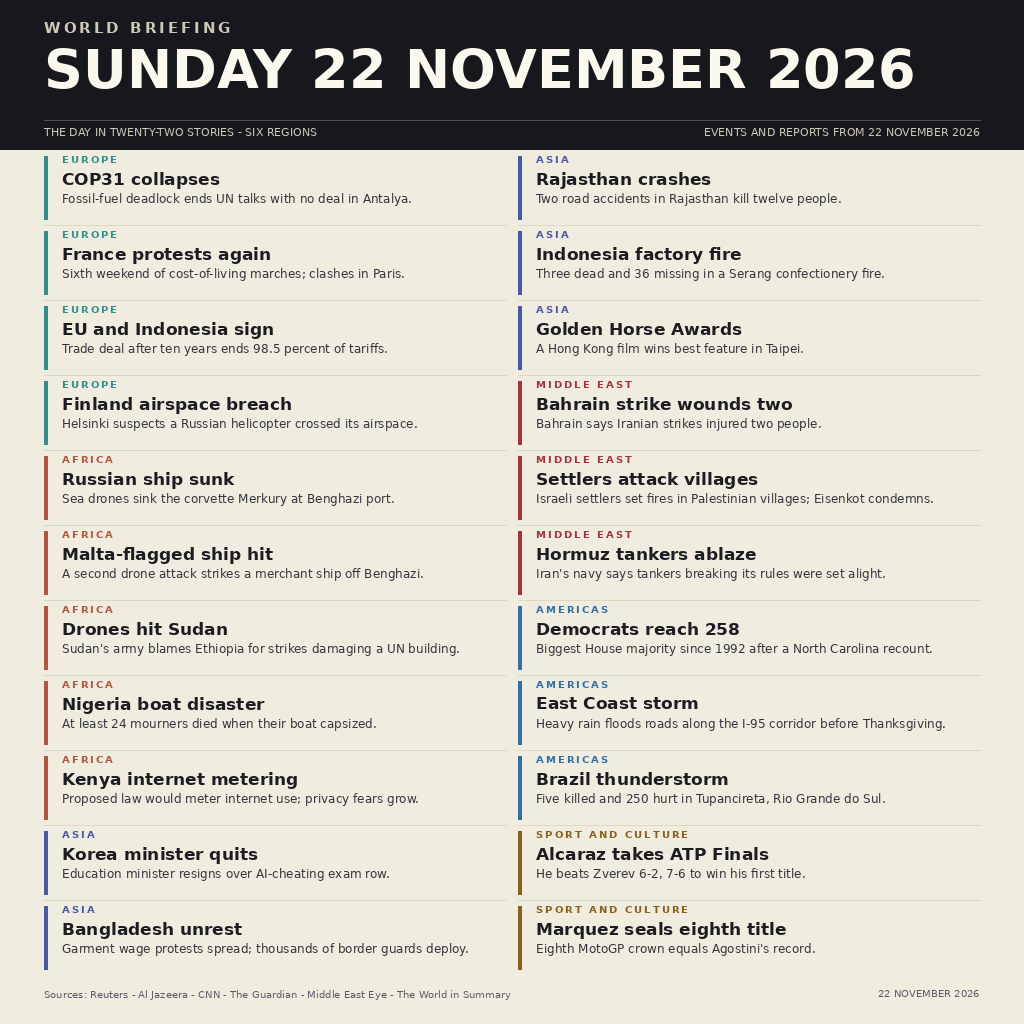 WORLD BRIEFING
SUNDAY 22 NOVEMBER 2026
THE DAY IN TWENTY-TWO STORIES - SIX REGIONS
EVENTS AND REPORTS FROM 22 NOVEMBER 2026
EUROPE
COP31 collapses
Fossil-fuel deadlock ends UN talks with no deal in Antalya.
EUROPE
France protests again
Sixth weekend of cost-of-living marches; clashes in Paris.
EUROPE
EU and Indonesia sign
Trade deal after ten years ends 98.5 percent of tariffs.
EUROPE
Finland airspace breach
Helsinki suspects a Russian helicopter crossed its airspace.
AFRICA
Russian ship sunk
Sea drones sink the corvette Merkury at Benghazi port.
AFRICA
Malta-flagged ship hit
A second drone attack strikes a merchant ship off Benghazi.
AFRICA
Drones hit Sudan
Sudan's army blames Ethiopia for strikes damaging a UN building.
AFRICA
Nigeria boat disaster
At least 24 mourners died when their boat capsized.
AFRICA
Kenya internet metering
Proposed law would meter internet use; privacy fears grow.
ASIA
Korea minister quits
Education minister resigns over AI-cheating exam row.
ASIA
Bangladesh unrest
Garment wage protests spread; thousands of border guards deploy.
ASIA
Rajasthan crashes
Two road accidents in Rajasthan kill twelve people.
ASIA
Indonesia factory fire
Three dead and 36 missing in a Serang confectionery fire.
ASIA
Golden Horse Awards
A Hong Kong film wins best feature in Taipei.
MIDDLE EAST
Bahrain strike wounds two
Bahrain says Iranian strikes injured two people.
MIDDLE EAST
Settlers attack villages
Israeli settlers set fires in Palestinian villages; Eisenkot condemns.
MIDDLE EAST
Hormuz tankers ablaze
Iran's navy says tankers breaking its rules were set alight.
AMERICAS
Democrats reach 258
Biggest House majority since 1992 after a North Carolina recount.
AMERICAS
East Coast storm
Heavy rain floods roads along the I-95 corridor before Thanksgiving.
AMERICAS
Brazil thunderstorm
Five killed and 250 hurt in Tupancireta, Rio Grande do Sul.
SPORT AND CULTURE
Alcaraz takes ATP Finals
He beats Zverev 6-2, 7-6 to win his first title.
SPORT AND CULTURE
Marquez seals eighth title
Eighth MotoGP crown equals Agostini's record.
Sources: Reuters - Al Jazeera - CNN - The Guardian - Middle East Eye - The World in Summary
22 NOVEMBER 2026